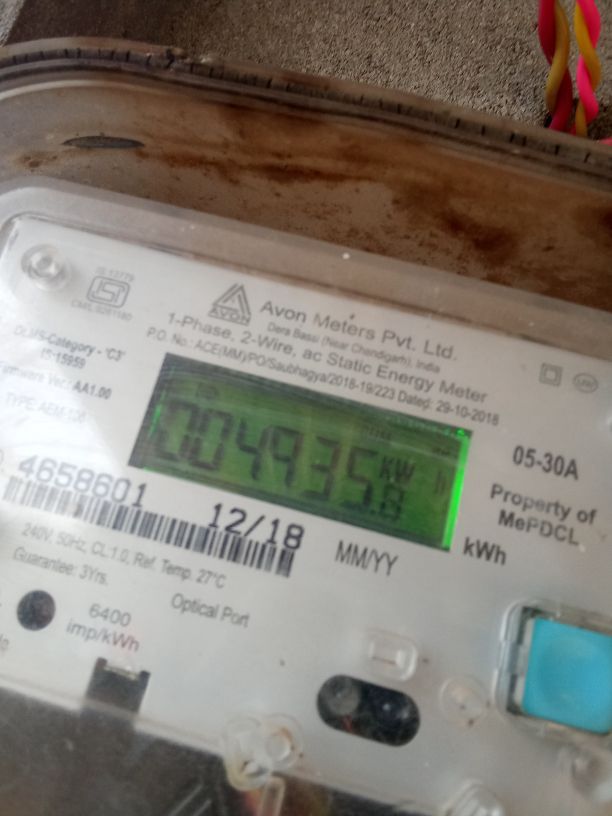 IS 13779
CM/L 9261180
AVON
Avon Meters Pvt. Ltd.
Dera Bassi (Near Chandigarh), India
1-Phase, 2-Wire, ac Static Energy Meter
P.O. No.: ACE(MM)/PO/Saubhagya/2018-19/223 Dated: 29-10-2018
DLMS-Category - 'C3'
IS:15959
Firmware Ver.: AA1.00
TYPE: AEM-100
004935.8
KW h
05-30A
Property of
MePDCL
kWh
4658601 12/18
MM/YY
240V, 50Hz, CL.1.0, Ref. Temp. 27°C
Guarantee: 3Yrs.
Optical Port
6400
imp/kWh